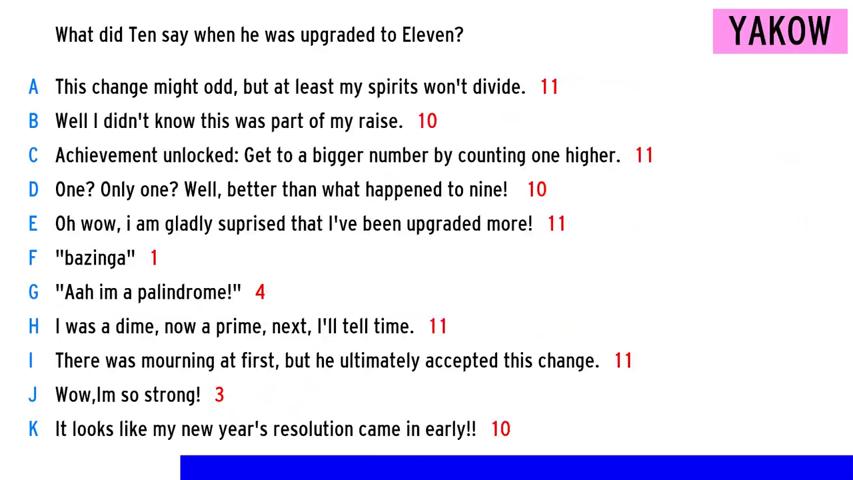 What did Ten say when he was upgraded to Eleven?
YAKOW
A This change might odd, but at least my spirits won't divide. 11
B Well I didn't know this was part of my raise. 10
C Achievement unlocked: Get to a bigger number by counting one higher. 11
D One? Only one? Well, better than what happened to nine! 10
E Oh wow, i am gladly suprised that I've been upgraded more! 11
F "bazinga" 1
G "Aah im a palindrome!" 4
H I was a dime, now a prime, next, I'll tell time. 11
I There was mourning at first, but he ultimately accepted this change. 11
J Wow,Im so strong! 3
K It looks like my new year's resolution came in early!! 10